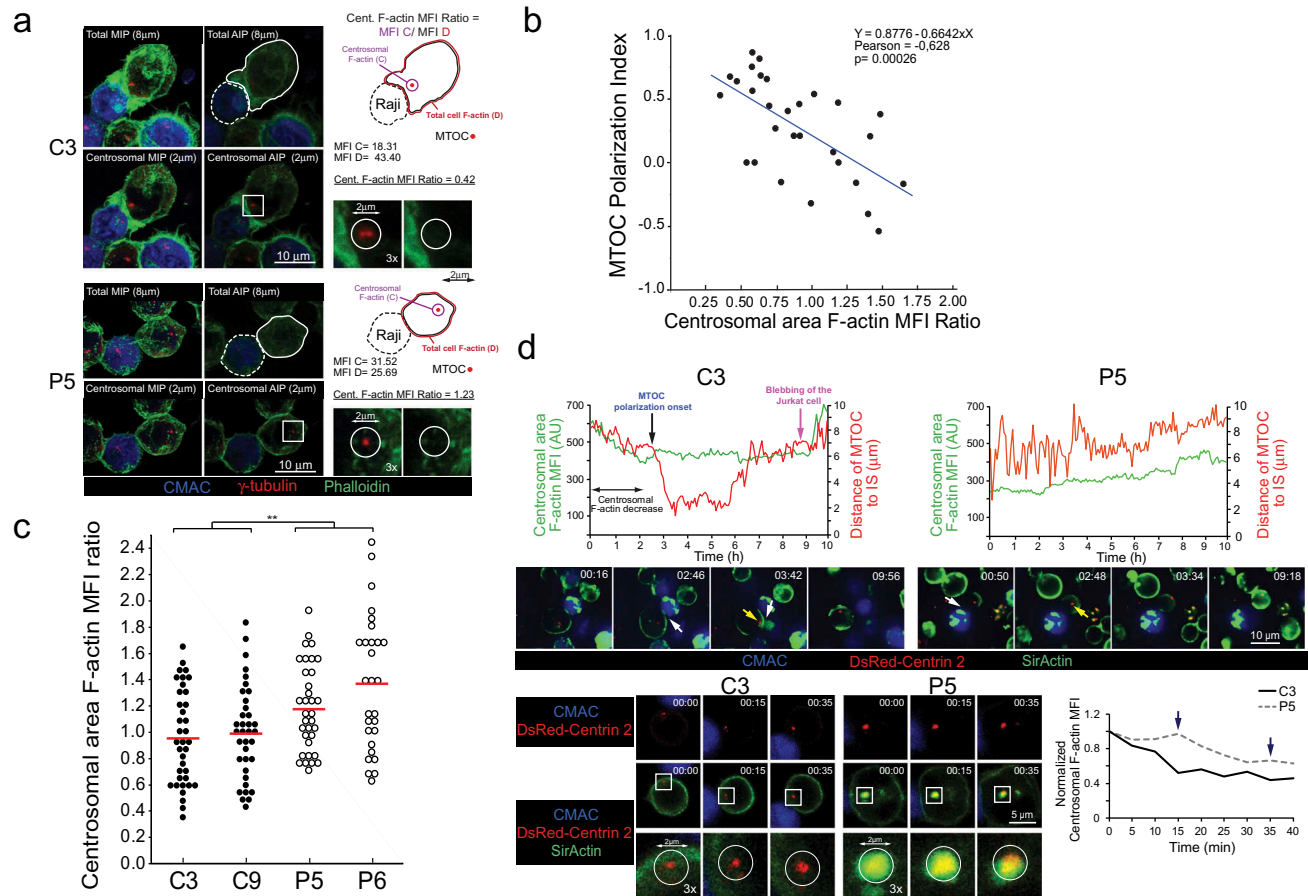 a
C3
Total MIP (8μm)
Total AIP (8μm)
Centrosomal MIP (2μm)
Centrosomal AIP (2μm)
10 μm
Cent. F-actin MFI Ratio =
MFI C/ MFI D
Centrosomal
F-actin (C)
Raji
Total cell F-actin (D)
MTOC
MFI C= 18.31
MFI D= 43.40
Cent. F-actin MFI Ratio = 0.42
2μm
3x
P5
Total MIP (8μm)
Total AIP (8μm)
Centrosomal MIP (2μm)
Centrosomal AIP (2μm)
10 μm
2μm
Centrosomal
F-actin (C)
Raji
Total cell F-actin (D)
MFI C= 31.52
MFI D= 25.69
MTOC
Cent. F-actin MFI Ratio = 1.23
2μm
3x
CMAC γ-tubulin Phalloidin
b
MTOC Polarization Index
1.0
0.5
0.0
-0.5
-1.0
Y = 0.8776 - 0.6642xX
Pearson = -0,628
p= 0.00026
0.25 0.50 0.75 1.00 1.25 1.50 1.75 2.00
Centrosomal area F-actin MFI Ratio
c
Centrosomal area F-actin MFI ratio
**
2.4
2.2
2.0
1.8
1.6
1.4
1.2
1.0
0.8
0.6
0.4
0.2
0.0
C3 C9 P5 P6
d
C3
Centrosomal area
F-actin MFI (AU)
700
500
300
100
MTOC
polarization onset
Blebbing of the
Jurkat cell
Centrosomal
F-actin decrease
10
8
6
4
2
0
Distance of MTOC
to IS (μm)
0 1 2 3 4 5 6 7 8 9 10
Time (h)
P5
Centrosomal area
F-actin MFI (AU)
700
500
300
100
10
8
6
4
2
0
Distance of MTOC
to IS (μm)
0 1 2 3 4 5 6 7 8 9 10
Time (h)
00:16 02:46 03:42 09:56
00:50 02:48 03:34 09:18
10 μm
CMAC DsRed-Centrin 2 SirActin
C3 P5
CMAC
DsRed-Centrin 2
00:00 00:15 00:35 00:00 00:15 00:35
CMAC
DsRed-Centrin 2
SirActin
00:00 00:15 00:35 00:00 00:15 00:35
5 μm
2μm
3x
2μm
3x
C3
P5
Normalized
Centrosomal F-actin MFI
1.2
0.8
0.4
0
0 5 10 15 20 25 30 35 40
Time (min)